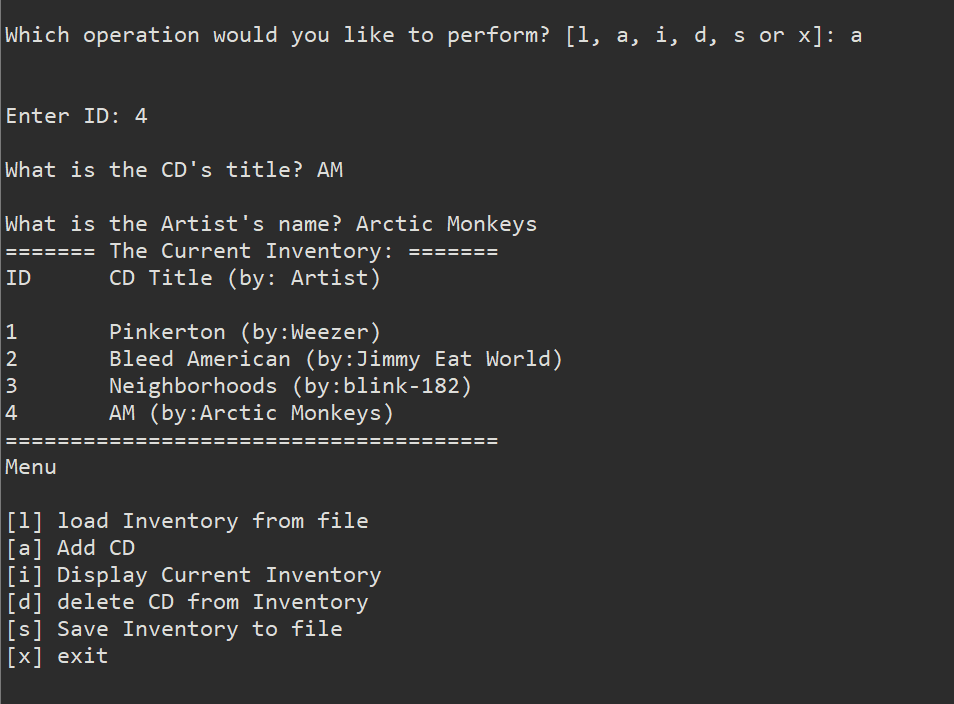 Which operation would you like to perform? [l, a, i, d, s or x]: a
Enter ID: 4
What is the CD's title? AM
What is the Artist's name? Arctic Monkeys
======= The Current Inventory: =======
ID      CD Title (by: Artist)
1       Pinkerton (by:Weezer)
2       Bleed American (by:Jimmy Eat World)
3       Neighborhoods (by:blink-182)
4       AM (by:Arctic Monkeys)
======================================
Menu
[l] load Inventory from file
[a] Add CD
[i] Display Current Inventory
[d] delete CD from Inventory
[s] Save Inventory to file
[x] exit